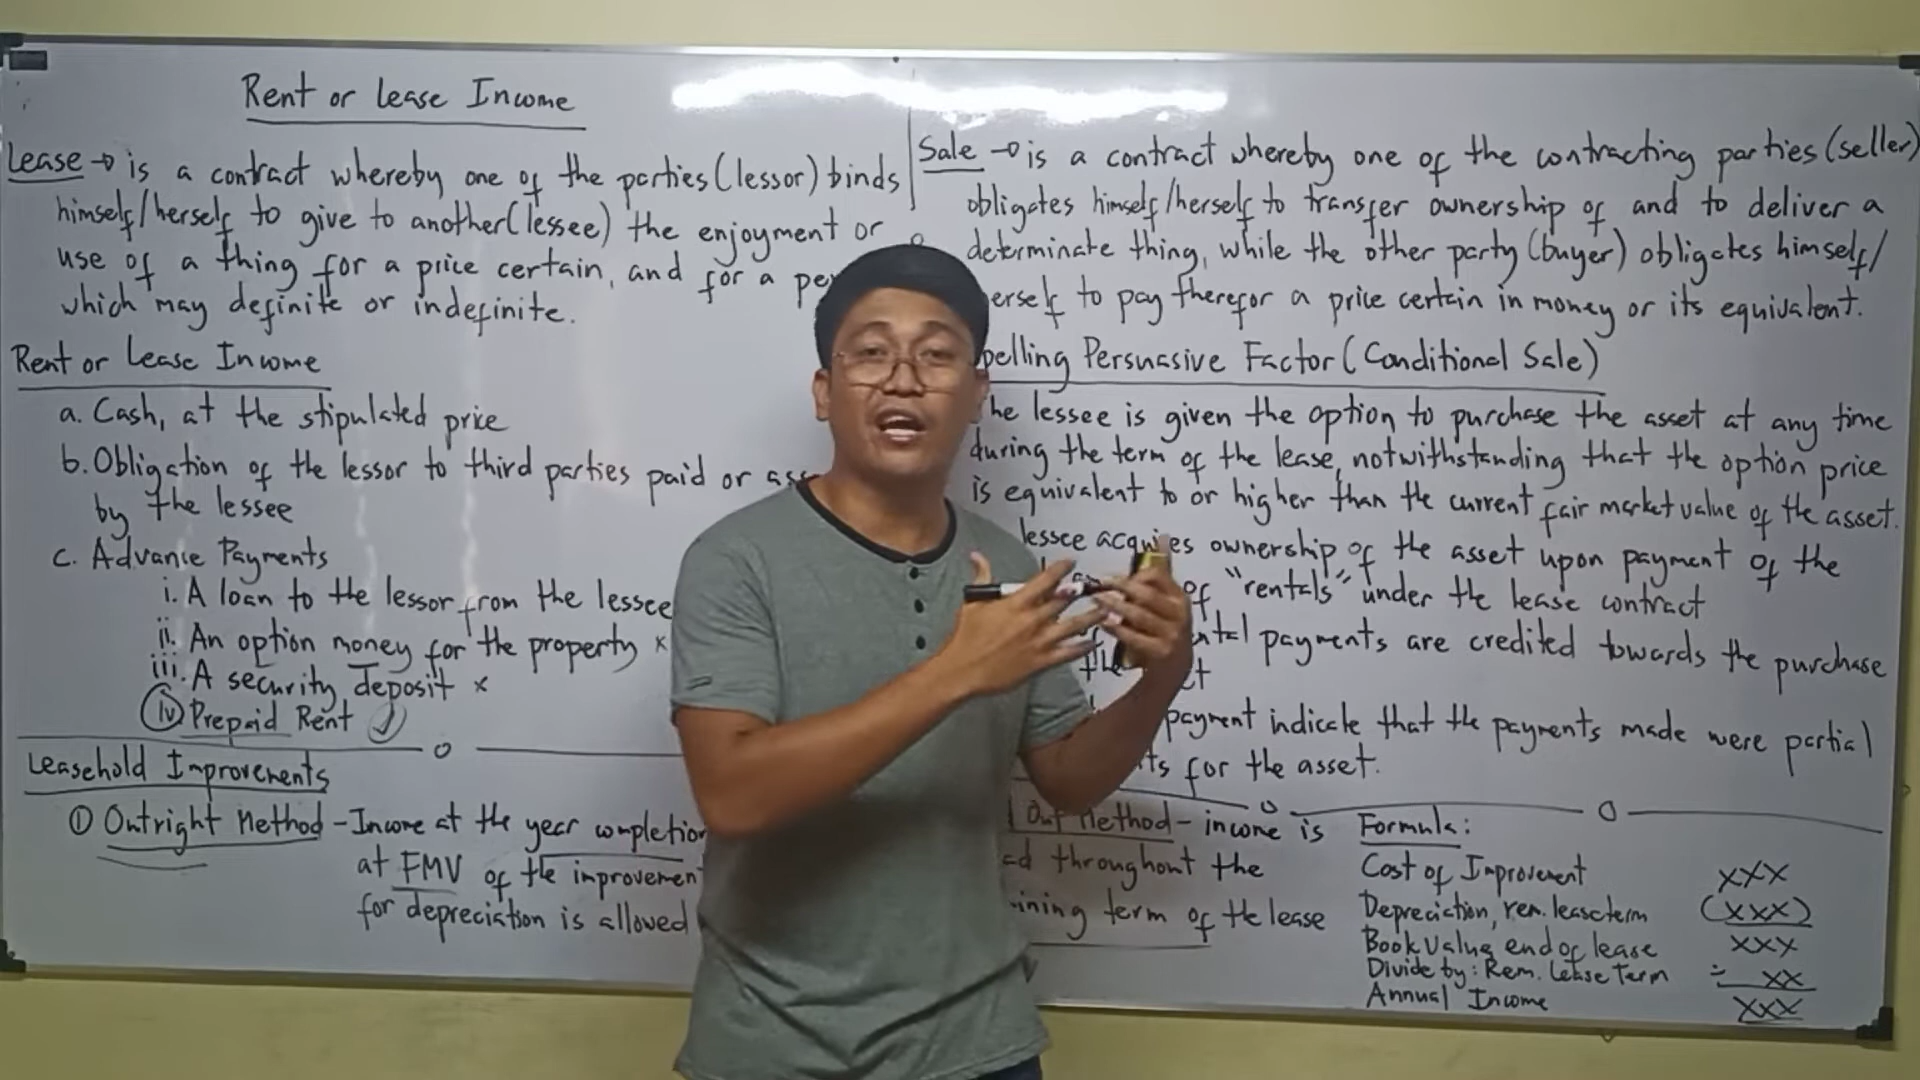 Rent or Lease Income
Lease → is a contract whereby one of the parties (lessor) binds
himself/herself to give to another (lessee) the enjoyment or
use of a thing for a price certain, and for a
which may definite or indefinite.
Rent or Lease Income
a. Cash, at the stipulated price
b. Obligation of the lessor to third parties paid or
by the lessee
c. Advance Payments
i. A loan to the lessor from the lessee
ii. An option money for the property x
iii. A security Deposit x
iv Prepaid Rent ✓
Leasehold Improvements
① Outright Method - Income at the year completion
at FMV of the improvement
for depreciation is allowed
Sale → is a contract whereby one of the contracting parties (seller)
obligates himself/herself to transfer ownership of and to deliver a
determinate thing, while the other party (buyer) obligates himself/
to pay therefor a price certain in money or its equivalent.
Persuasive Factor (Conditional Sale)
lessee is given the option to purchase the asset at any time
during the term of the lease, notwithstanding that the option price
is equivalent to or higher than the current fair market value of the asset.
lessee acquires ownership of the asset upon payment of the
of "rentals" under the lease contract
payments are credited towards the purchase
payment indicate that the payments made were partial
for the asset.
Out Method - income is
throughout the
term of the lease
Formula:
Cost of Improvement xxx
Depreciation, rem. lease term (xxx)
Book Value, end of lease xxx
Divide by: Rem. Lease Term ÷ xx
Annual Income xxx